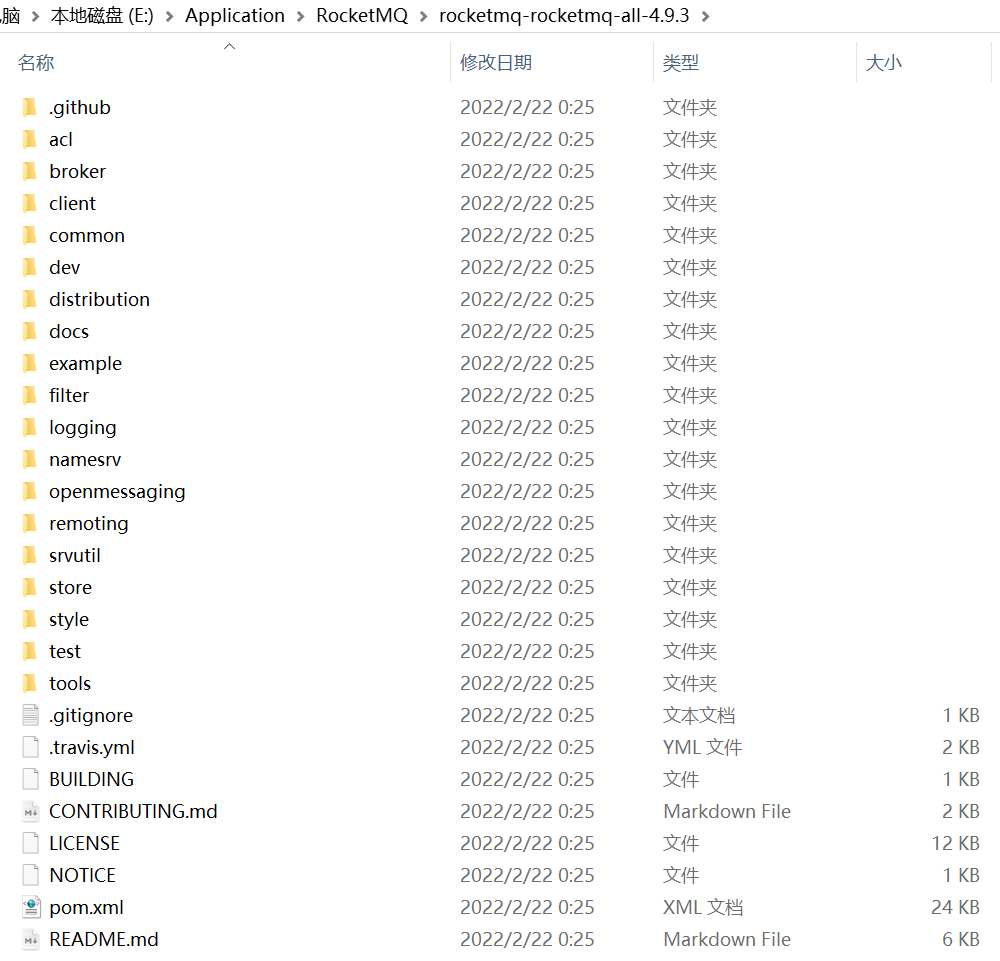 脑 > 本地磁盘 (E:) > Application > RocketMQ > rocketmq-rocketmq-all-4.9.3 >
名称 修改日期 类型 大小
.github 2022/2/22 0:25 文件夹
acl 2022/2/22 0:25 文件夹
broker 2022/2/22 0:25 文件夹
client 2022/2/22 0:25 文件夹
common 2022/2/22 0:25 文件夹
dev 2022/2/22 0:25 文件夹
distribution 2022/2/22 0:25 文件夹
docs 2022/2/22 0:25 文件夹
example 2022/2/22 0:25 文件夹
filter 2022/2/22 0:25 文件夹
logging 2022/2/22 0:25 文件夹
namesrv 2022/2/22 0:25 文件夹
openmessaging 2022/2/22 0:25 文件夹
remoting 2022/2/22 0:25 文件夹
srvutil 2022/2/22 0:25 文件夹
store 2022/2/22 0:25 文件夹
style 2022/2/22 0:25 文件夹
test 2022/2/22 0:25 文件夹
tools 2022/2/22 0:25 文件夹
.gitignore 2022/2/22 0:25 文本文档 1 KB
.travis.yml 2022/2/22 0:25 YML 文件 2 KB
BUILDING 2022/2/22 0:25 文件 1 KB
CONTRIBUTING.md 2022/2/22 0:25 Markdown File 2 KB
LICENSE 2022/2/22 0:25 文件 12 KB
NOTICE 2022/2/22 0:25 文件 1 KB
pom.xml 2022/2/22 0:25 XML 文档 24 KB
README.md 2022/2/22 0:25 Markdown File 6 KB